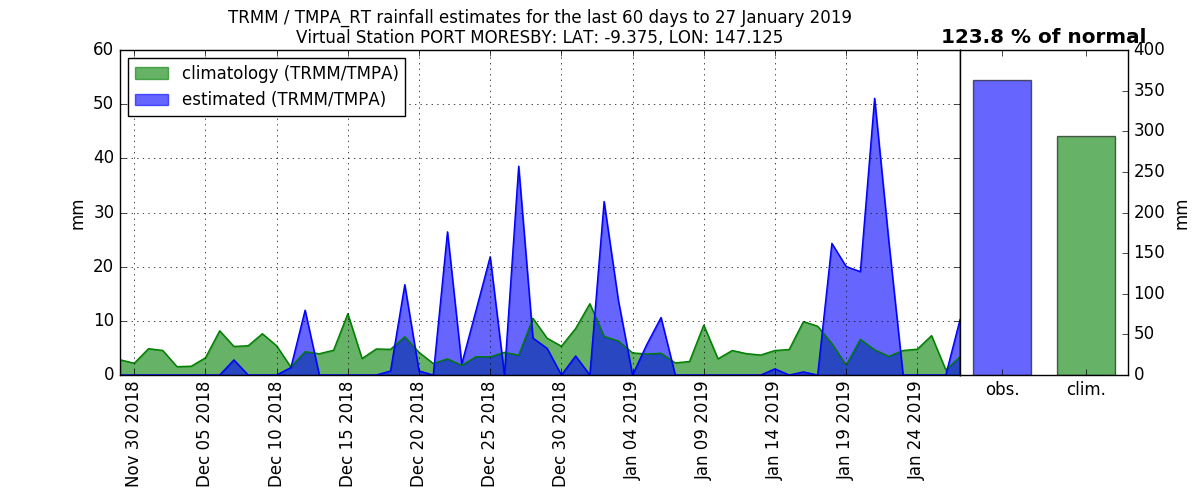 TRMM / TMPA_RT rainfall estimates for the last 60 days to 27 January 2019
Virtual Station PORT MORESBY: LAT: -9.375, LON: 147.125
123.8 % of normal
climatology (TRMM/TMPA)
estimated (TRMM/TMPA)
60
50
40
30
20
10
0
mm
Nov 30 2018
Dec 05 2018
Dec 10 2018
Dec 15 2018
Dec 20 2018
Dec 25 2018
Dec 30 2018
Jan 04 2019
Jan 09 2019
Jan 14 2019
Jan 19 2019
Jan 24 2019
obs.
clim.
400
350
300
250
200
150
100
50
0
mm